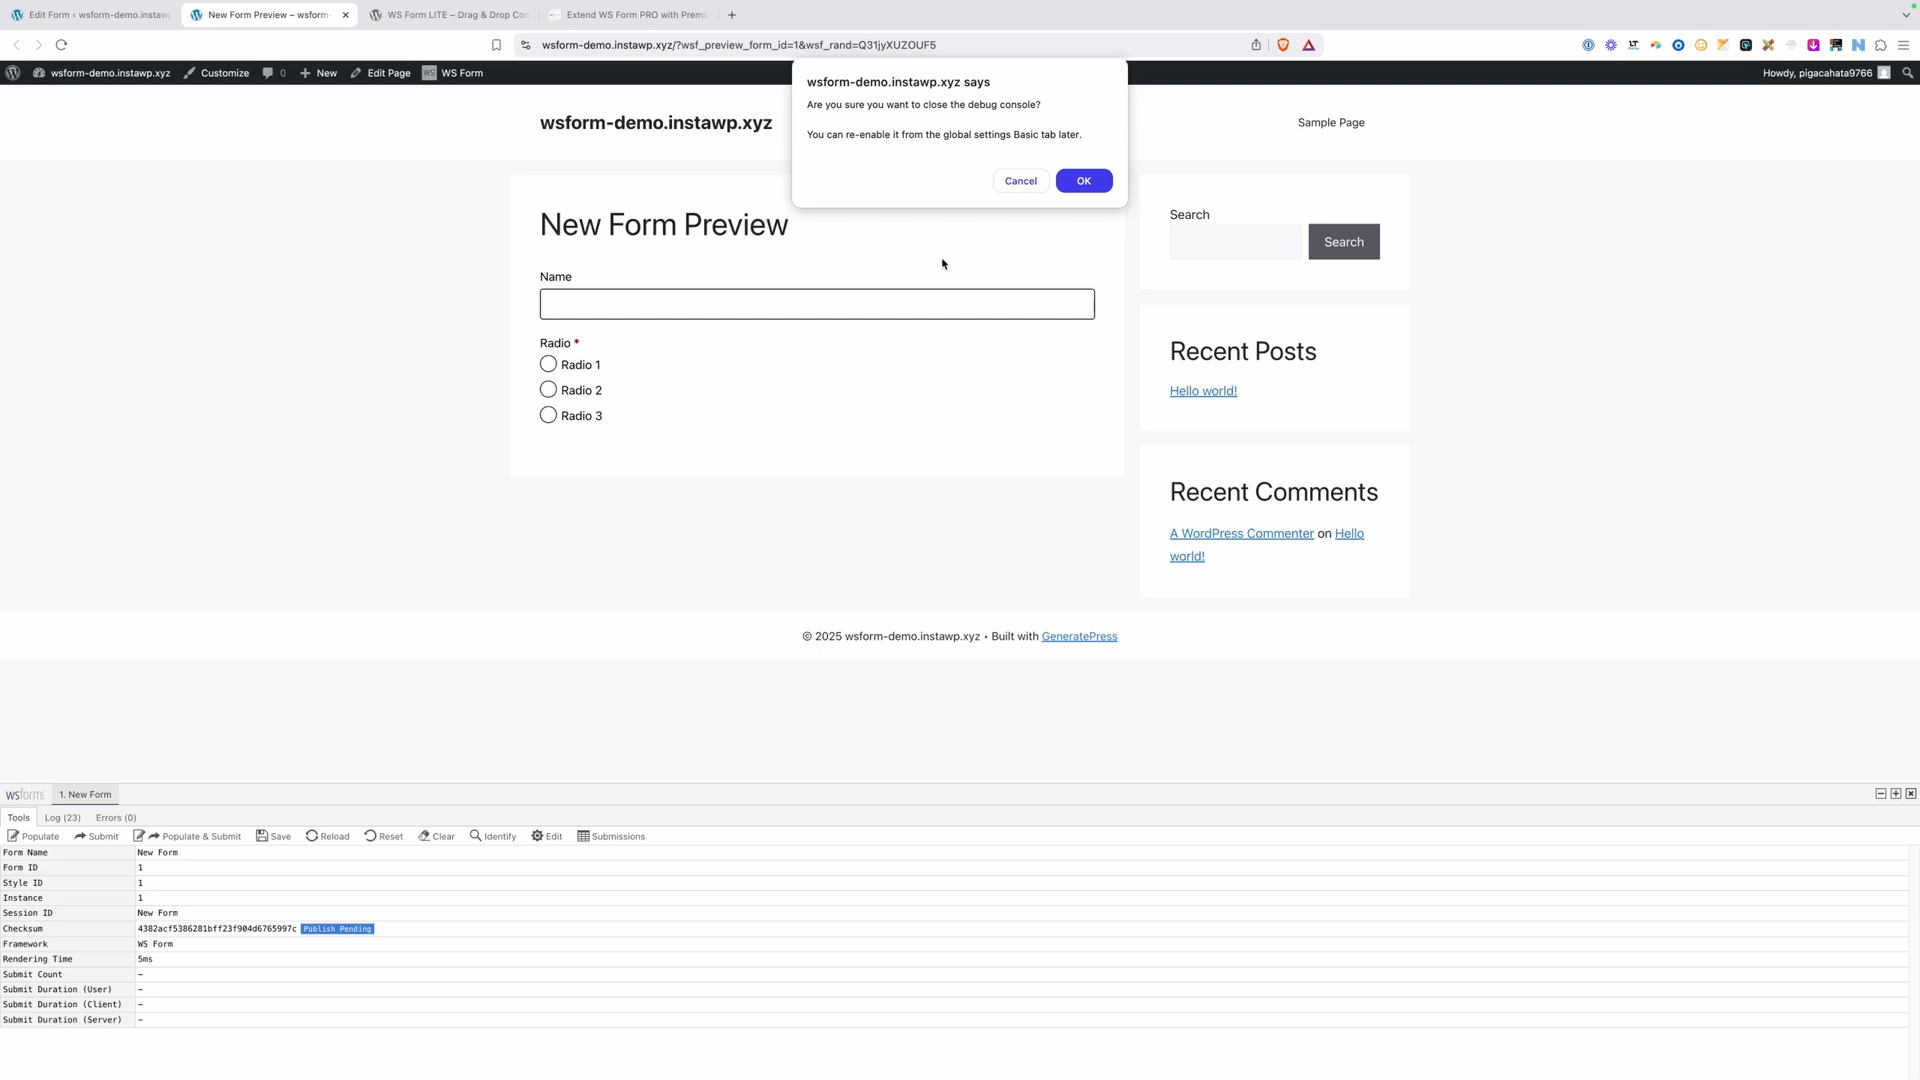 Edit Form ‹ wsform-demo.instaw
New Form Preview – wsform-
WS Form LITE – Drag & Drop Con
Extend WS Form PRO with Premi
wsform-demo.instawp.xyz/?wsf_preview_form_id=1&wsf_rand=Q31jyXUZOUF5
wsform-demo.instawp.xyz
Customize
0
New
Edit Page
WS Form
Howdy, pigacahata9766
wsform-demo.instawp.xyz says
Are you sure you want to close the debug console?
You can re-enable it from the global settings Basic tab later.
Cancel
OK
wsform-demo.instawp.xyz
Sample Page
New Form Preview
Name
Radio *
Radio 1
Radio 2
Radio 3
Search
Search
Recent Posts
Hello world!
Recent Comments
A WordPress Commenter on Hello
world!
© 2025 wsform-demo.instawp.xyz • Built with GeneratePress
wsform
1. New Form
Tools
Log (23)
Errors (0)
Populate
Submit
Populate & Submit
Save
Reload
Reset
Clear
Identify
Edit
Submissions
Form Name New Form
Form ID 1
Style ID 1
Instance 1
Session ID New Form
Checksum 4382acf5386281bff23f904d6765997c Publish Pending
Framework WS Form
Rendering Time 5ms
Submit Count –
Submit Duration (User) –
Submit Duration (Client) –
Submit Duration (Server) –